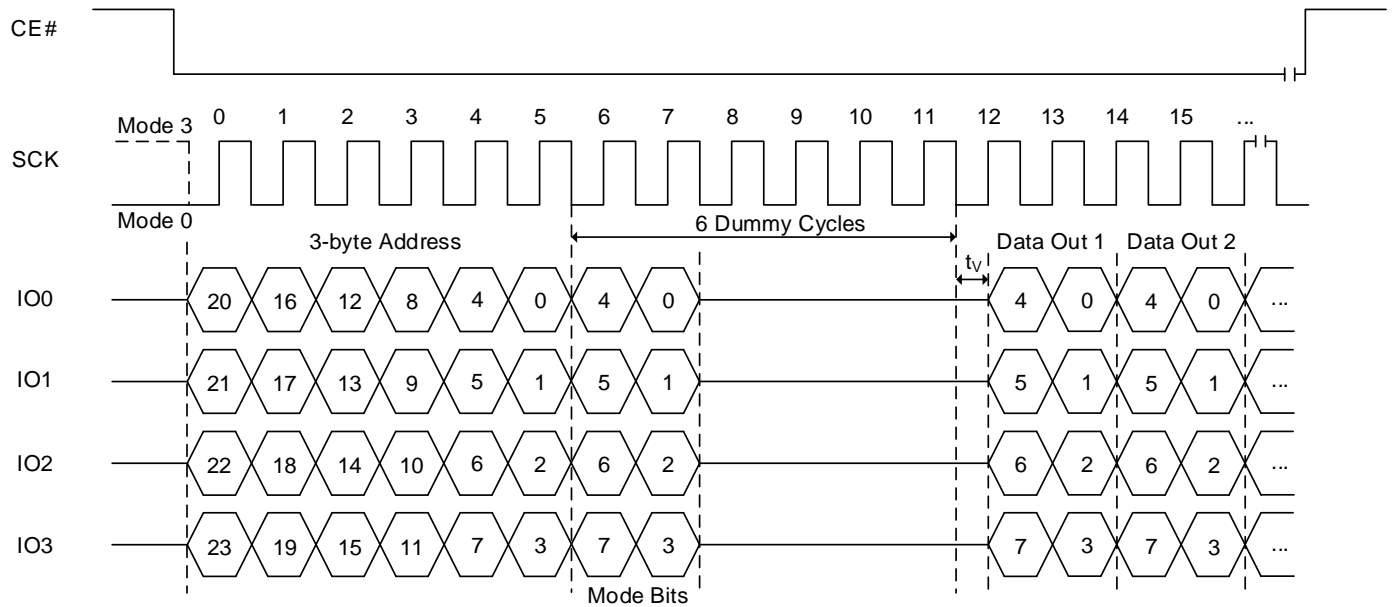 CE#
0 1 2 3 4 5 6 7 8 9 10 11 12 13 14 15 ...
Mode 3
SCK
Mode 0
6 Dummy Cycles
3-byte Address
Data Out 1 Data Out 2
tV
IO0 20 16 12 8 4 0 4 0 4 0 4 0 ...
IO1 21 17 13 9 5 1 5 1 5 1 5 1 ...
IO2 22 18 14 10 6 2 6 2 6 2 6 2 ...
IO3 23 19 15 11 7 3 7 3 7 3 7 3 ...
Mode Bits